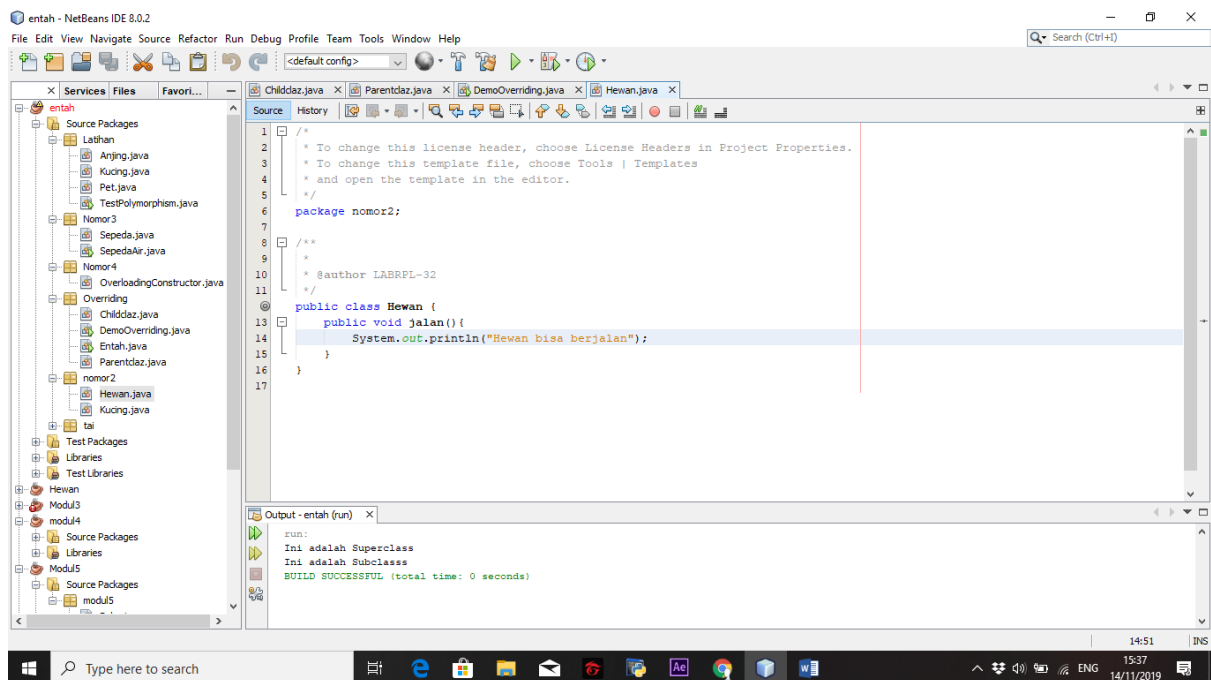 entah - NetBeans IDE 8.0.2
File Edit View Navigate Source Refactor Run Debug Profile Team Tools Window Help
Search (Ctrl+I)
<default config>
Services Files Favori...
Childdaz.java Parentclaz.java DemoOverriding.java Hewan.java
entah
Source Packages
Latihan
Anjing.java
Kucing.java
Pet.java
TestPolymorphism.java
Nomor3
Sepeda.java
SepedaAir.java
Nomor4
OverloadingConstructor.java
Overriding
Childdaz.java
DemoOverriding.java
Entah.java
Parentclaz.java
nomor2
Hewan.java
Kucing.java
tai
Test Packages
Libraries
Test Libraries
Hewan
Modul3
modul4
Source Packages
Libraries
Modul5
Source Packages
modul5
Source History
1 /*
2 * To change this license header, choose License Headers in Project Properties.
3 * To change this template file, choose Tools | Templates
4 * and open the template in the editor.
5 */
6 package nomor2;
7
8 /**
9 *
10 * @author LABRPL-32
11 */
public class Hewan {
13 public void jalan(){
14 System.out.println("Hewan bisa berjalan");
15 }
16 }
17
Output - entah (run)
run:
Ini adalah Superclass
Ini adalah Subclasss
BUILD SUCCESSFUL (total time: 0 seconds)
14:51 INS
Type here to search
Ae
ENG
15:37
14/11/2019